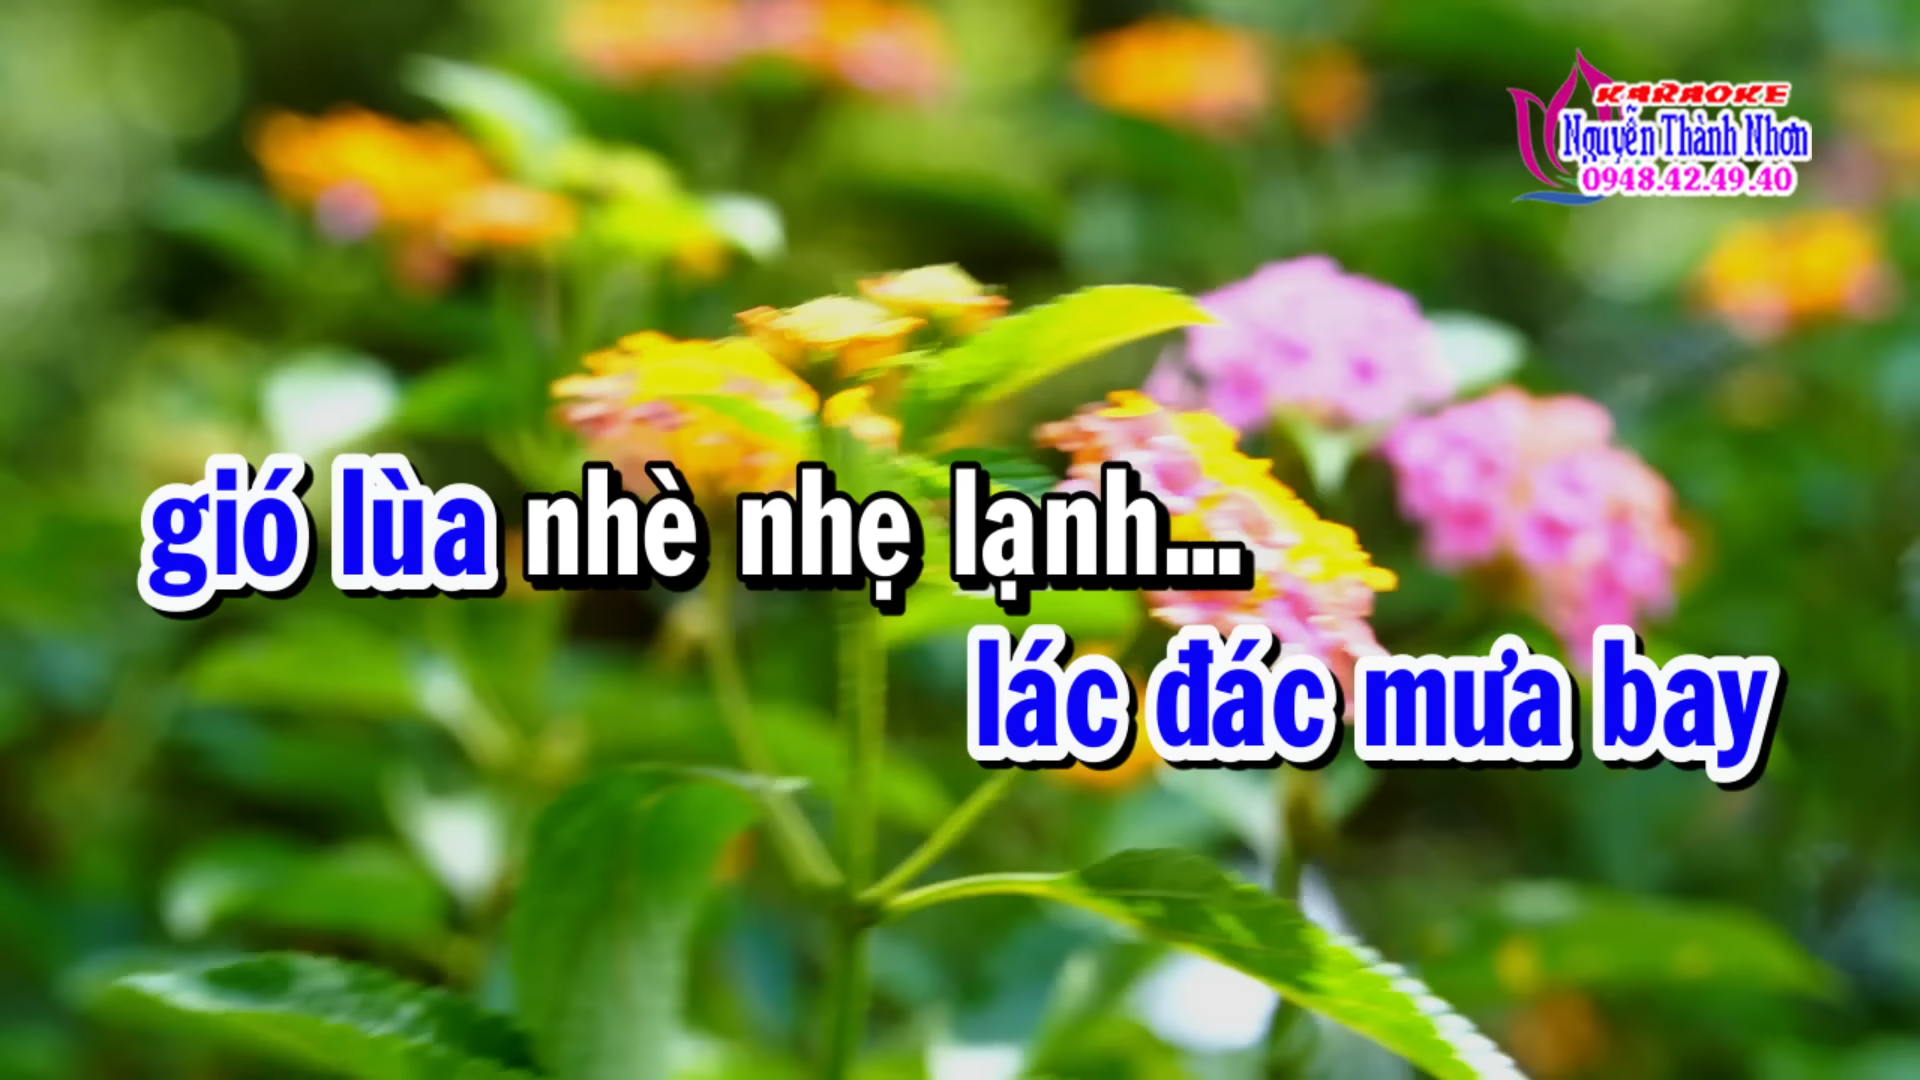 KARAOKE
Nguyễn Thành Nhơn
0948.42.49.40
gió lùa nhè nhẹ lạnh...
lác đác mưa bay